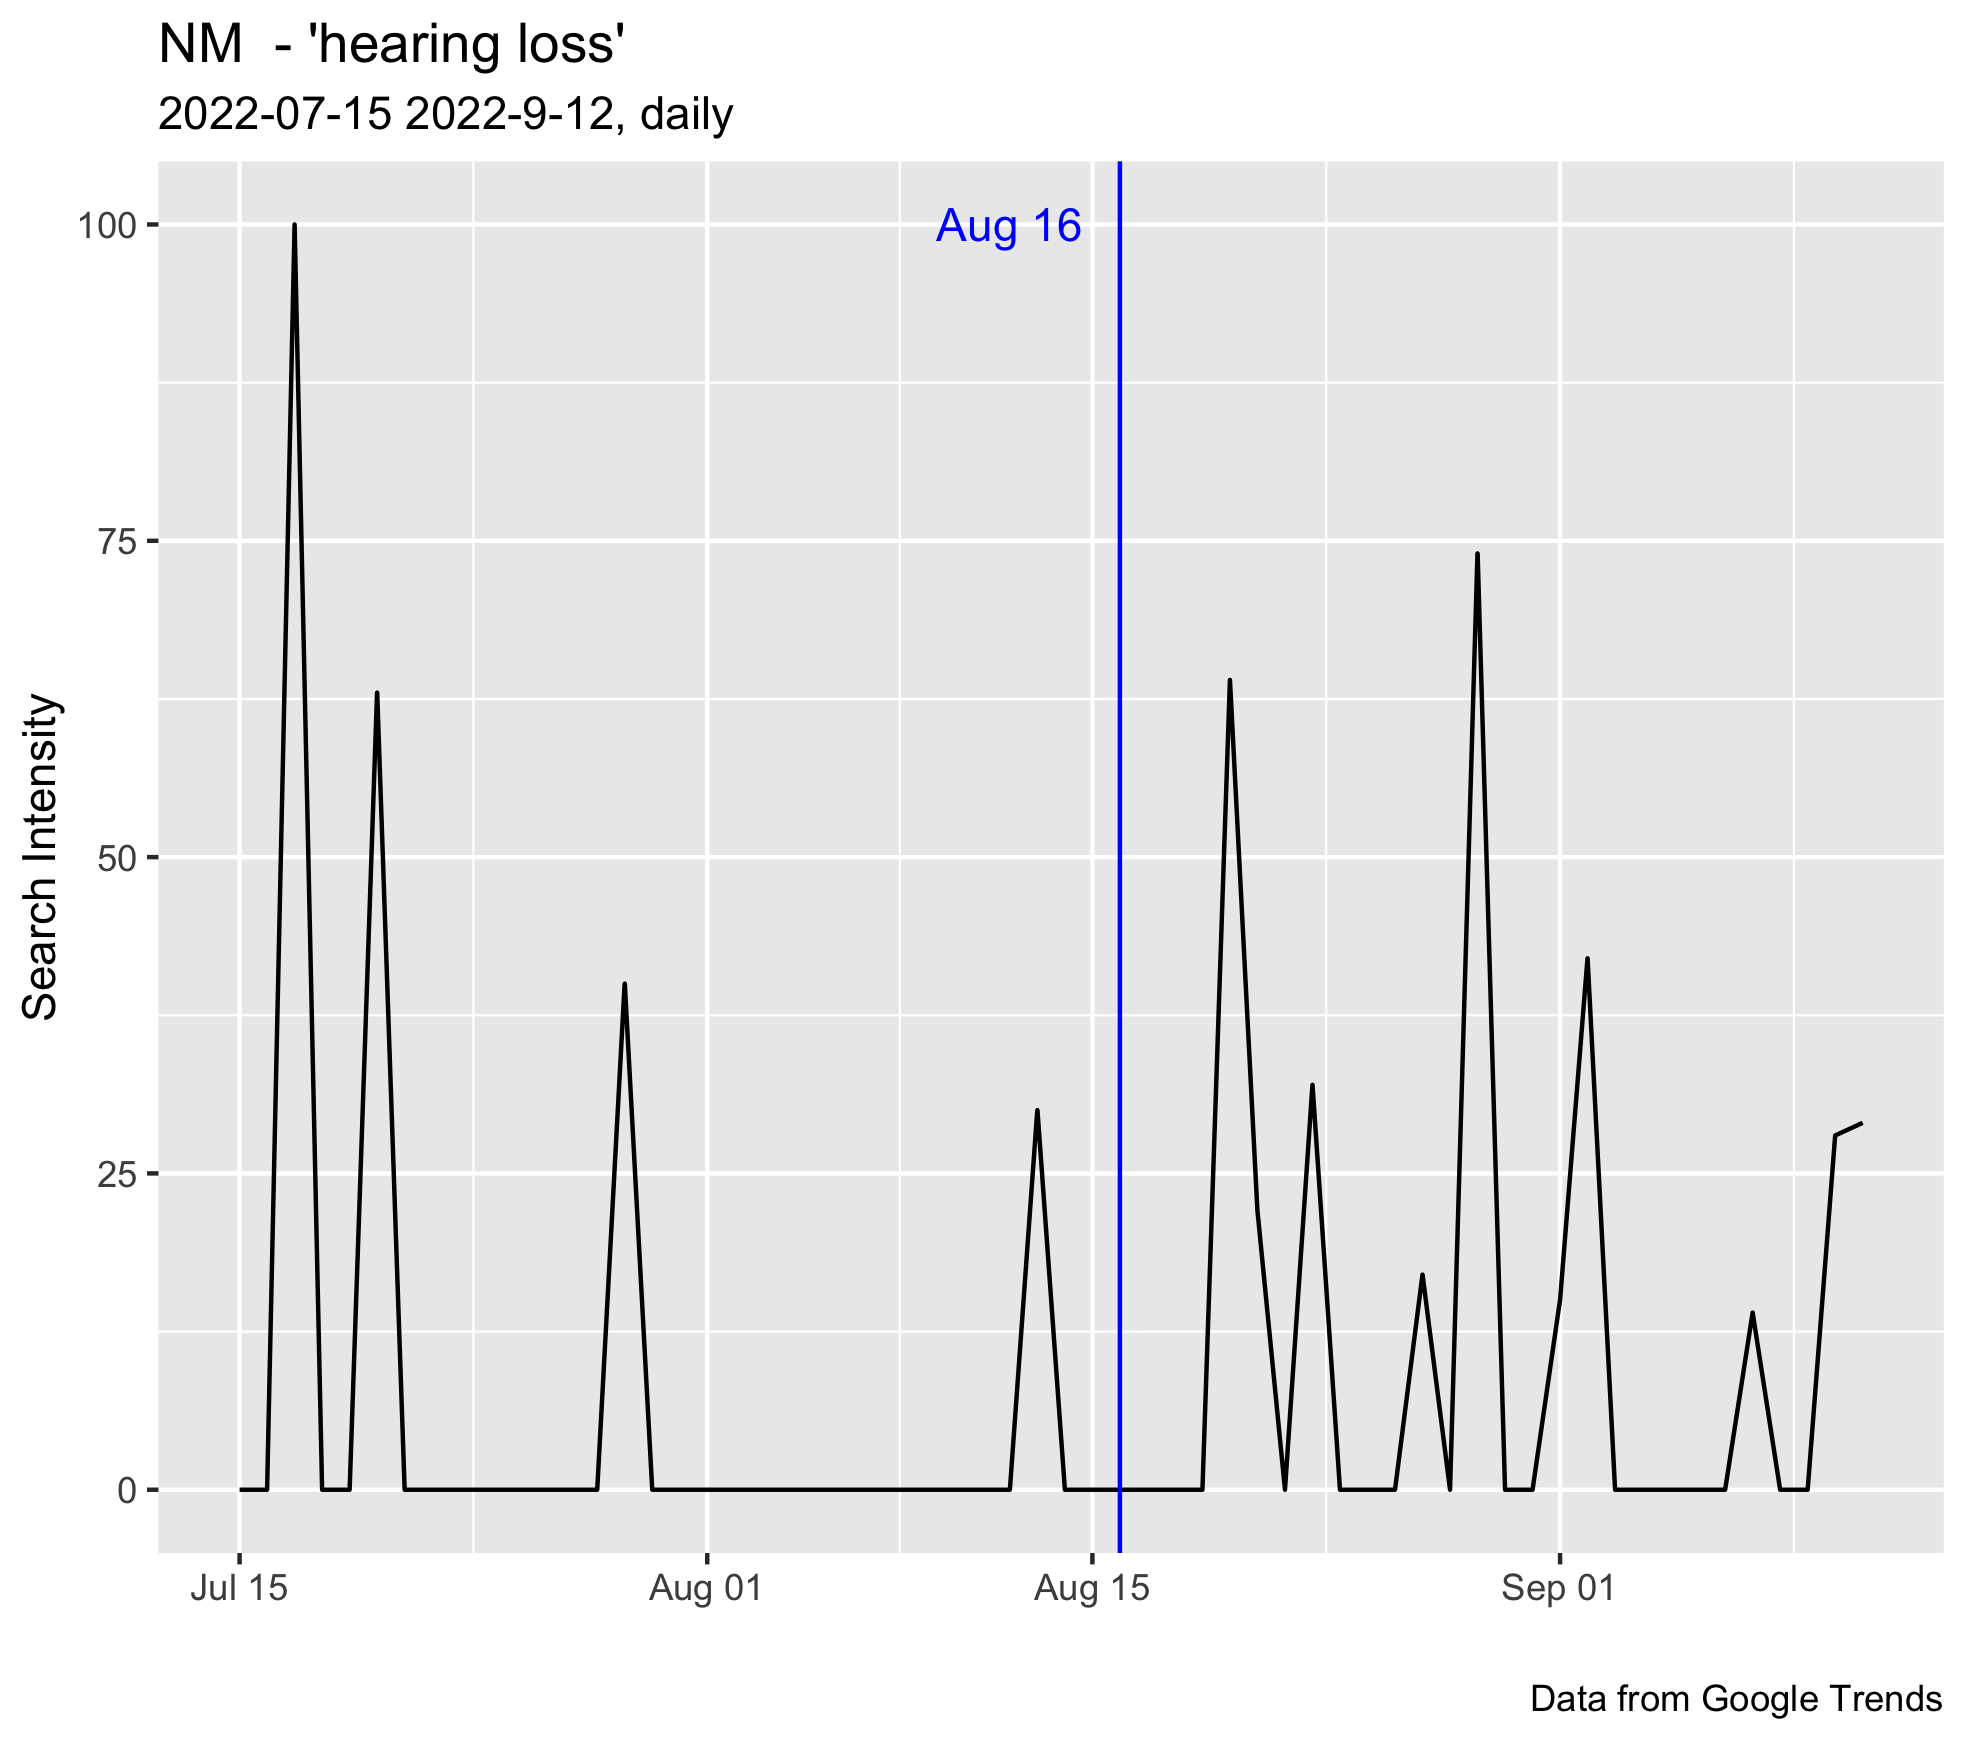 NM  - 'hearing loss'
2022-07-15 2022-9-12, daily
Aug 16
100
75
50
25
0
Search Intensity
Jul 15 Aug 01 Aug 15 Sep 01
Data from Google Trends